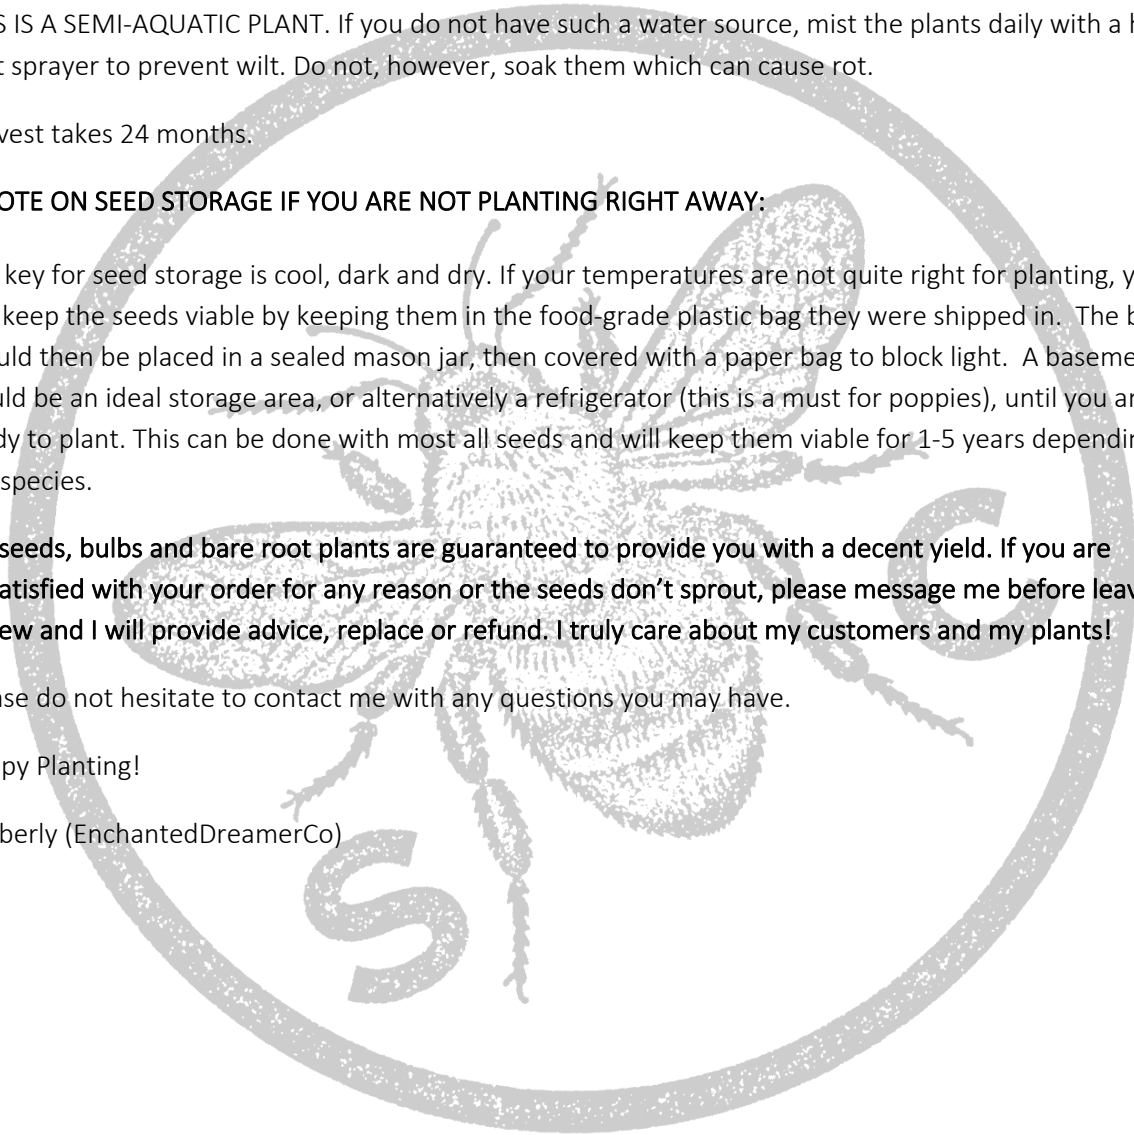 S IS A SEMI-AQUATIC PLANT. If you do not have such a water source, mist the plants daily with a h
t sprayer to prevent wilt. Do not, however, soak them which can cause rot.
vest takes 24 months.
OTE ON SEED STORAGE IF YOU ARE NOT PLANTING RIGHT AWAY:
key for seed storage is cool, dark and dry. If your temperatures are not quite right for planting, y
keep the seeds viable by keeping them in the food-grade plastic bag they were shipped in.  The b
uld then be placed in a sealed mason jar, then covered with a paper bag to block light.  A baseme
uld be an ideal storage area, or alternatively a refrigerator (this is a must for poppies), until you ar
dy to plant. This can be done with most all seeds and will keep them viable for 1-5 years dependin
species.
seeds, bulbs and bare root plants are guaranteed to provide you with a decent yield. If you are
atisfied with your order for any reason or the seeds don’t sprout, please message me before leav
ew and I will provide advice, replace or refund. I truly care about my customers and my plants!
ase do not hesitate to contact me with any questions you may have.
py Planting!
berly (EnchantedDreamerCo)
S
C